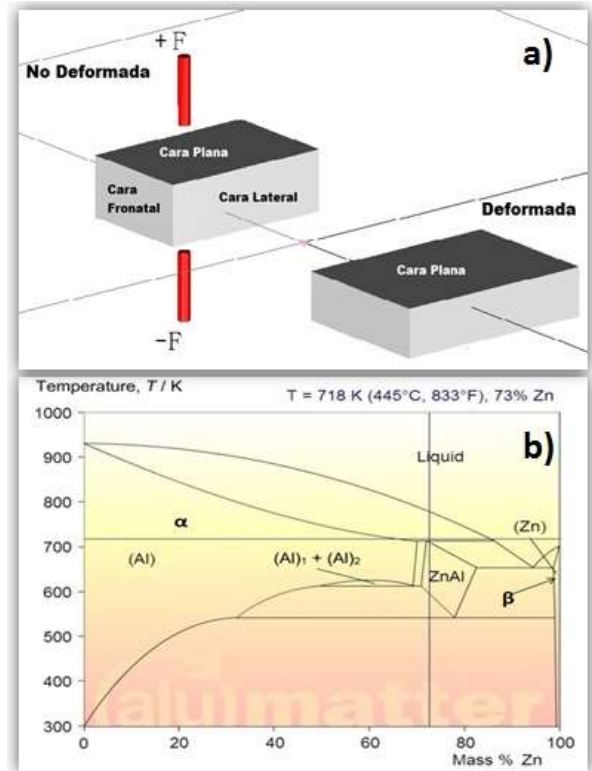 +F
a)
No Deformada
Cara Plana
Cara
Fronatal
Cara Lateral
Deformada
Cara Plana
-F
Temperature, T / K
T = 718 K (445°C, 833°F), 73% Zn
b)
1000
Liquid
900
800
α
(Zn)
700
(Al)
(Al)₁ + (Al)₂
ZnAl
600
β
500
400
(alu)matter
300
0
20
40
60
80
100
Mass % Zn